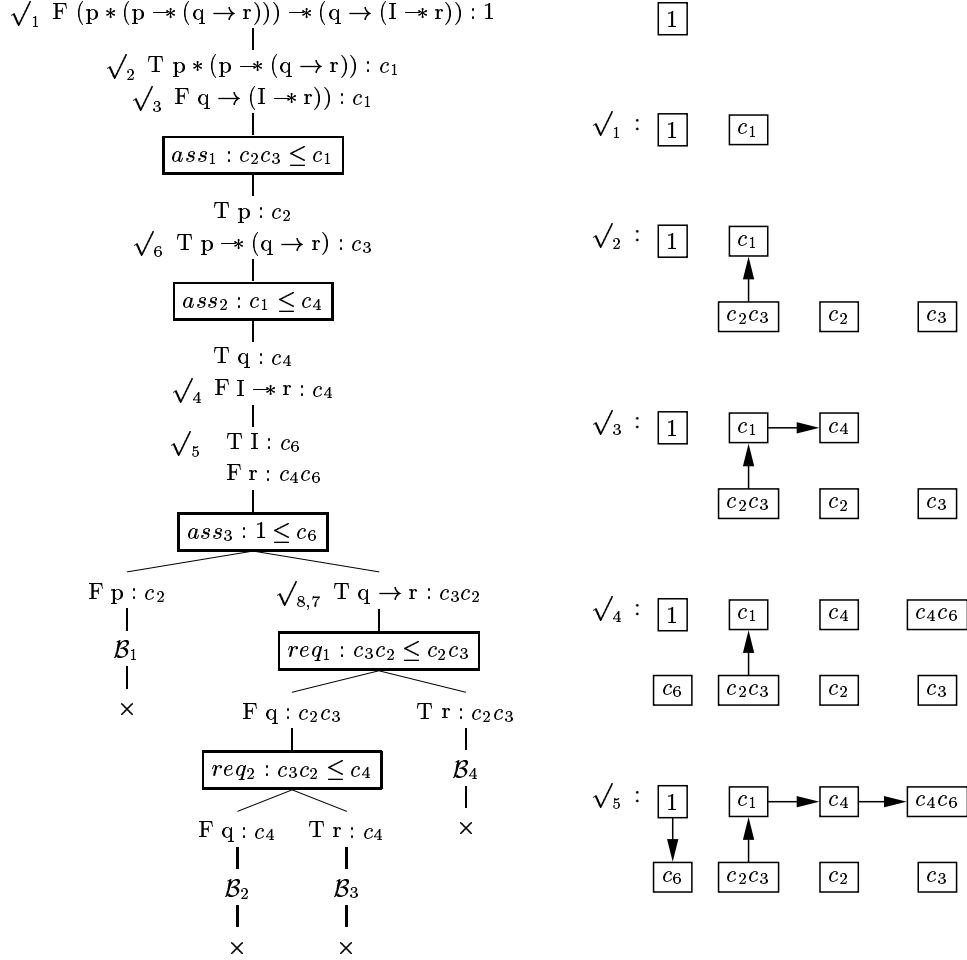 √₁ F (p ∗ (p −∗ (q → r))) −∗ (q → (I −∗ r)) : 1
√₂ T p ∗ (p −∗ (q → r)) : c₁
√₃ F q → (I −∗ r)) : c₁
ass₁ : c₂c₃ ≤ c₁
T p : c₂
√₆ T p −∗ (q → r) : c₃
ass₂ : c₁ ≤ c₄
T q : c₄
√₄ F I −∗ r : c₄
√₅ T I : c₆
F r : c₄c₆
ass₃ : 1 ≤ c₆
F p : c₂ √₈,₇ T q → r : c₃c₂
ℬ₁ req₁ : c₃c₂ ≤ c₂c₃
×
F q : c₂c₃ T r : c₂c₃
req₂ : c₃c₂ ≤ c₄ ℬ₄
F q : c₄ T r : c₄ ×
ℬ₂ ℬ₃
× ×
1
√₁ : 1 c₁
√₂ : 1 c₁
c₂c₃ c₂ c₃
√₃ : 1 c₁ c₄
c₂c₃ c₂ c₃
√₄ : 1 c₁ c₄ c₄c₆
c₆ c₂c₃ c₂ c₃
√₅ : 1 c₁ c₄ c₄c₆
c₆ c₂c₃ c₂ c₃